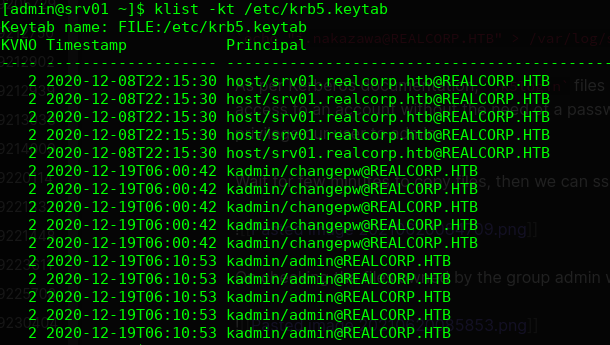 [admin@srv01 ~]$ klist -kt /etc/krb5.keytab
Keytab name: FILE:/etc/krb5.keytab
KVNO Timestamp           Principal
---- ------------------- ------------------------------------------------------
   2 2020-12-08T22:15:30 host/srv01.realcorp.htb@REALCORP.HTB
   2 2020-12-08T22:15:30 host/srv01.realcorp.htb@REALCORP.HTB
   2 2020-12-08T22:15:30 host/srv01.realcorp.htb@REALCORP.HTB
   2 2020-12-08T22:15:30 host/srv01.realcorp.htb@REALCORP.HTB
   2 2020-12-08T22:15:30 host/srv01.realcorp.htb@REALCORP.HTB
   2 2020-12-19T06:00:42 kadmin/changepw@REALCORP.HTB
   2 2020-12-19T06:00:42 kadmin/changepw@REALCORP.HTB
   2 2020-12-19T06:00:42 kadmin/changepw@REALCORP.HTB
   2 2020-12-19T06:00:42 kadmin/changepw@REALCORP.HTB
   2 2020-12-19T06:00:42 kadmin/changepw@REALCORP.HTB
   2 2020-12-19T06:10:53 kadmin/admin@REALCORP.HTB
   2 2020-12-19T06:10:53 kadmin/admin@REALCORP.HTB
   2 2020-12-19T06:10:53 kadmin/admin@REALCORP.HTB
   2 2020-12-19T06:10:53 kadmin/admin@REALCORP.HTB
   2 2020-12-19T06:10:53 kadmin/admin@REALCORP.HTB